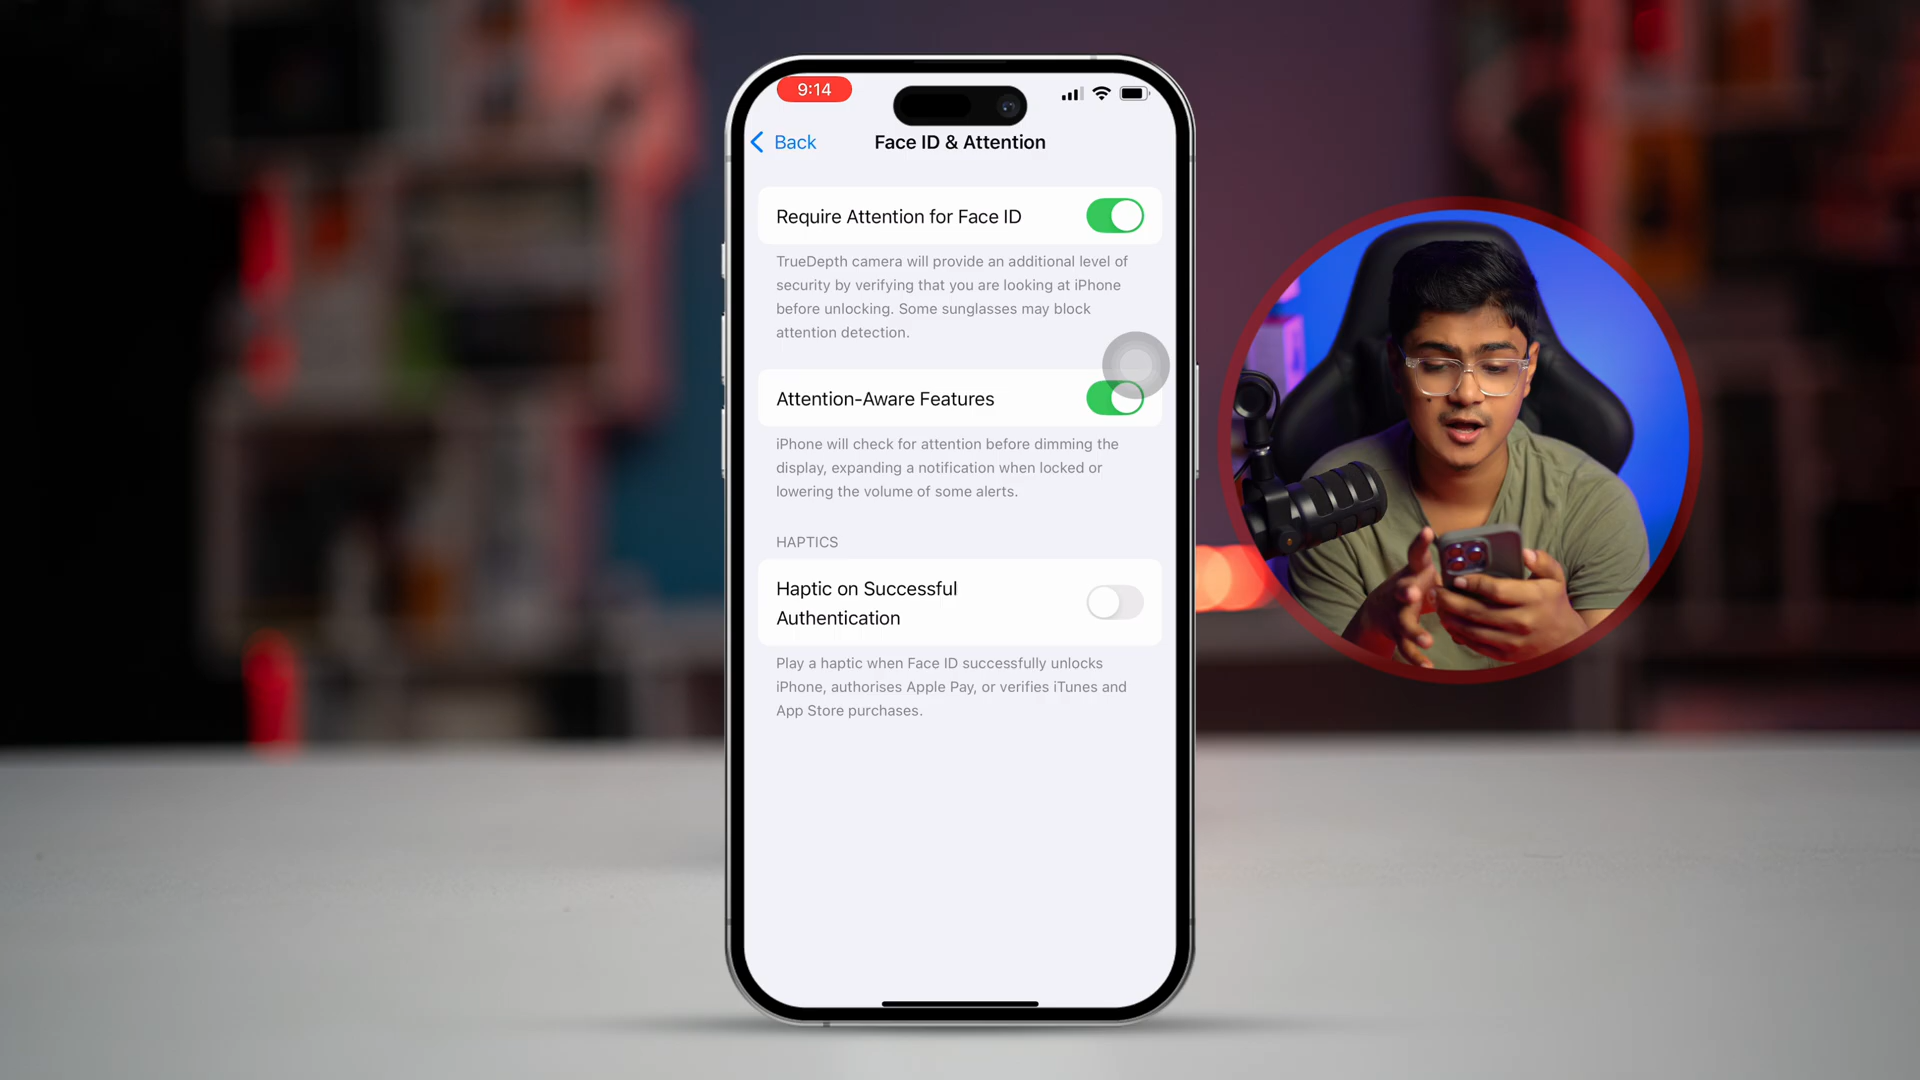 9:14
Back
Face ID & Attention
Require Attention for Face ID
TrueDepth camera will provide an additional level of
security by verifying that you are looking at iPhone
before unlocking. Some sunglasses may block
attention detection.
Attention-Aware Features
iPhone will check for attention before dimming the
display, expanding a notification when locked or
lowering the volume of some alerts.
HAPTICS
Haptic on Successful
Authentication
Play a haptic when Face ID successfully unlocks
iPhone, authorises Apple Pay, or verifies iTunes and
App Store purchases.